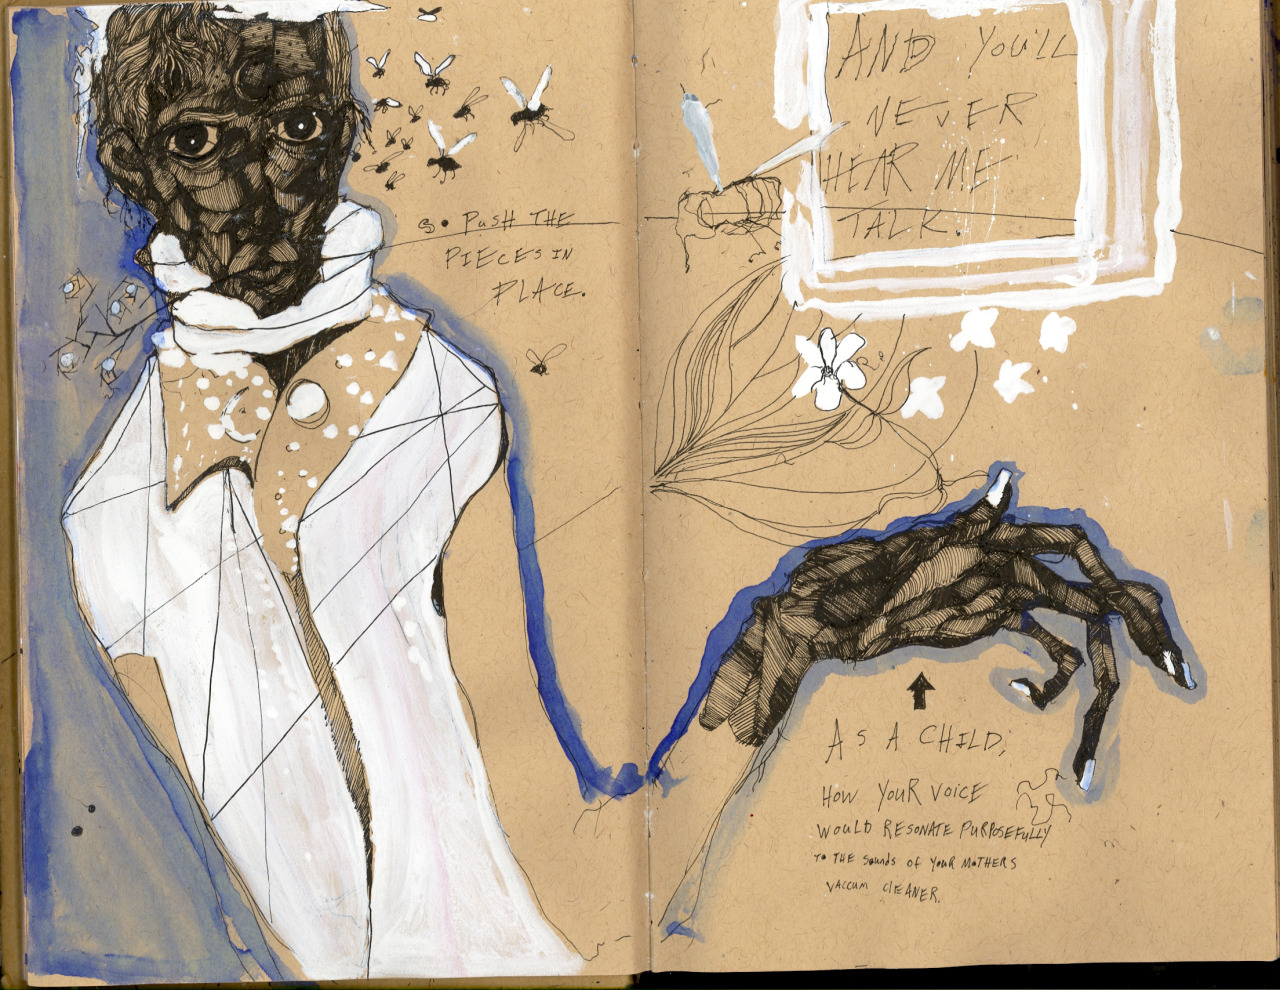 S. PUSH THE
PIECES IN
PLACE.
AND YOU'LL
NEVER
HEAR ME
TALK.
AS A CHILD,
HOW YOUR VOICE
WOULD RESONATE PURPOSEFULLY
TO THE SOUNDS OF YOUR MOTHERS
VACCUM CLEANER.